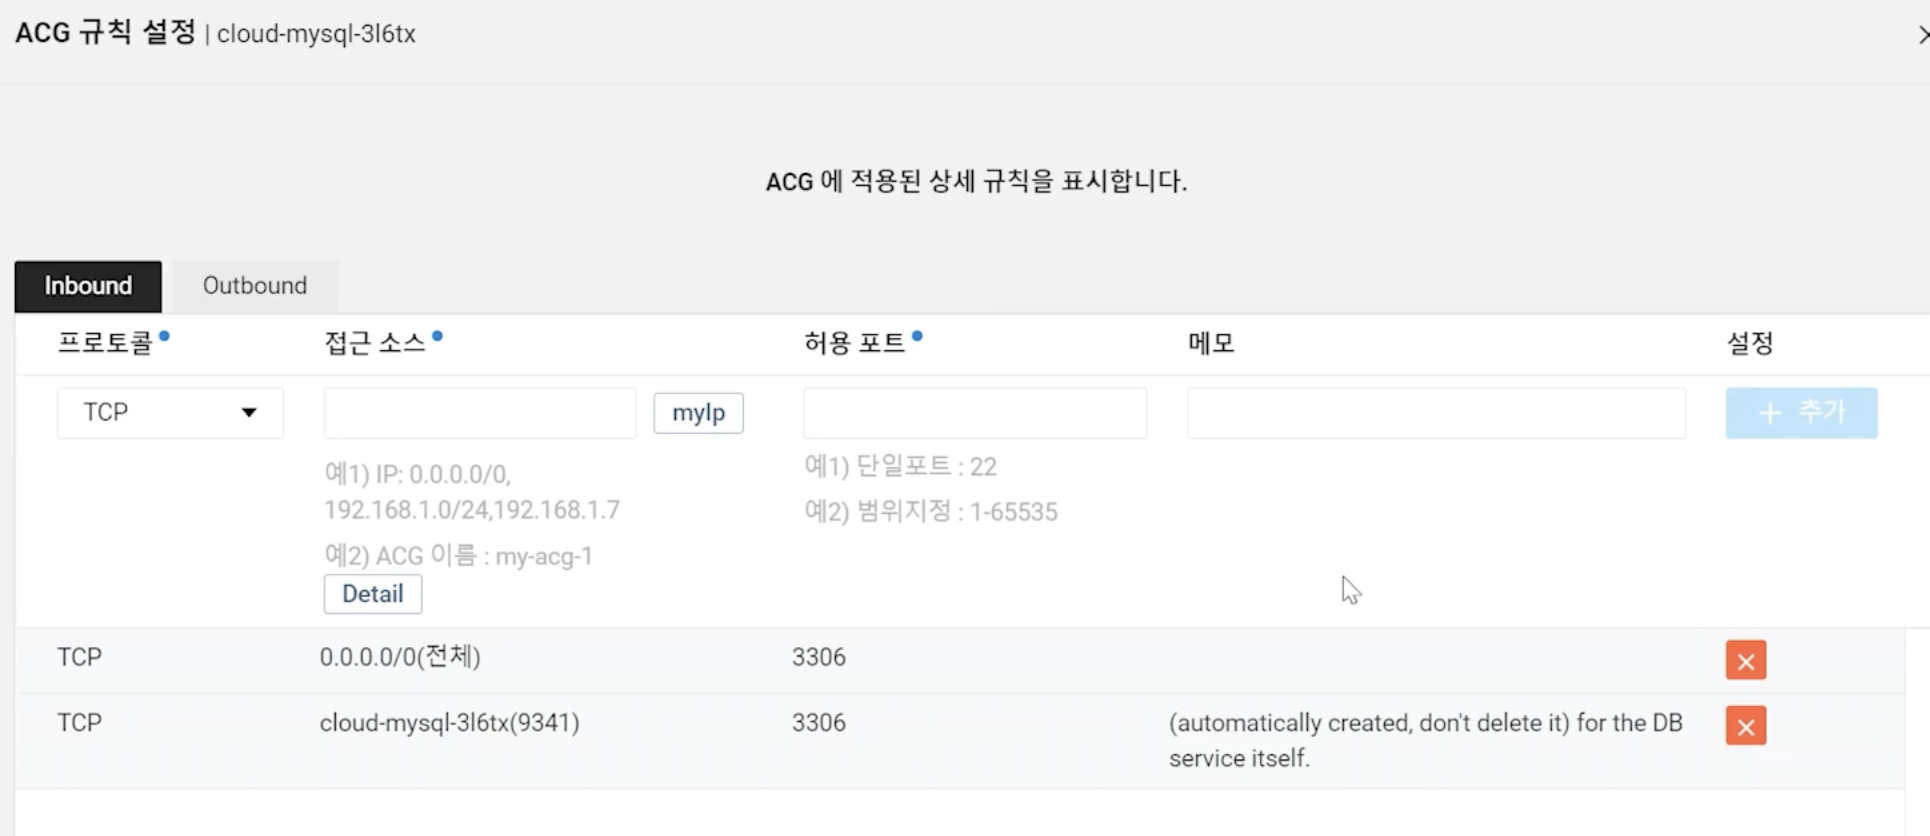 ACG 규칙 설정 | cloud-mysql-3l6tx
ACG 에 적용된 상세 규칙을 표시합니다.
Inbound Outbound
프로토콜 접근 소스 허용 포트 메모 설정
TCP myIp + 추가
예1) IP: 0.0.0.0/0,
192.168.1.0/24,192.168.1.7
예2) ACG 이름 : my-acg-1
Detail
예1) 단일포트 : 22
예2) 범위지정 : 1-65535
TCP 0.0.0.0/0(전체) 3306
TCP cloud-mysql-3l6tx(9341) 3306 (automatically created, don't delete it) for the DB
service itself.